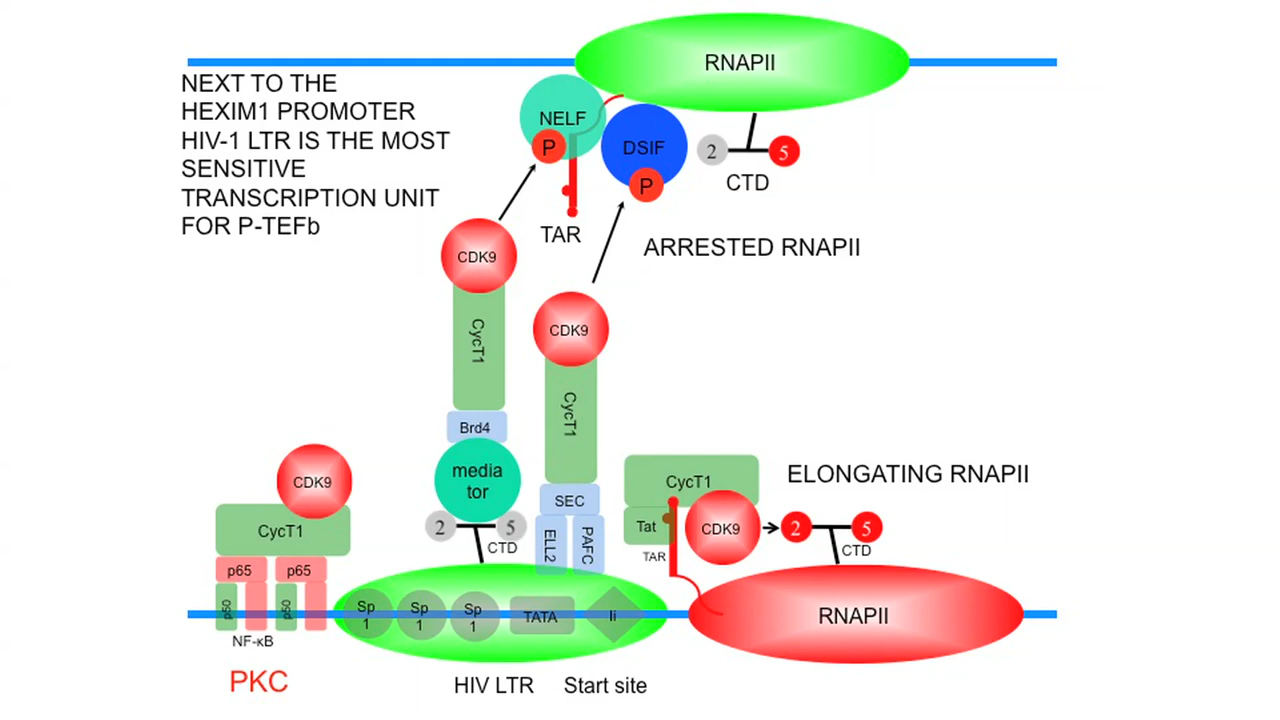 RNAPII
NEXT TO THE
HEXIM1 PROMOTER
HIV-1 LTR IS THE MOST
SENSITIVE
TRANSCRIPTION UNIT
FOR P-TEFb
NELF
P
DSIF
P
2
5
CTD
TAR
ARRESTED RNAPII
CDK9
CycT1
Brd4
media
tor
2
5
CTD
CDK9
CycT1
SEC
ELL2
PAFC
CDK9
CycT1
p65
p65
p50
p50
NF-κB
PKC
Sp
1
Sp
1
Sp
1
TATA
Ii
HIV LTR
Start site
CycT1
Tat
CDK9
TAR
ELONGATING RNAPII
2
5
CTD
RNAPII